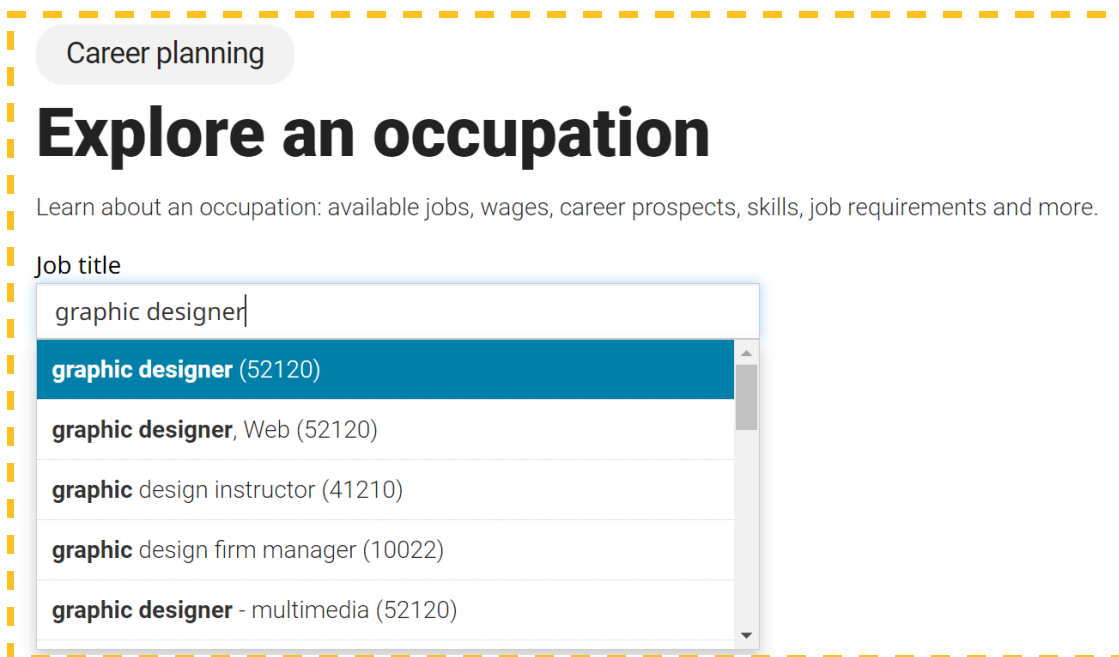 Career planning
Explore an occupation
Learn about an occupation: available jobs, wages, career prospects, skills, job requirements and more.
Job title
graphic designer
graphic designer (52120)
graphic designer, Web (52120)
graphic design instructor (41210)
graphic design firm manager (10022)
graphic designer - multimedia (52120)